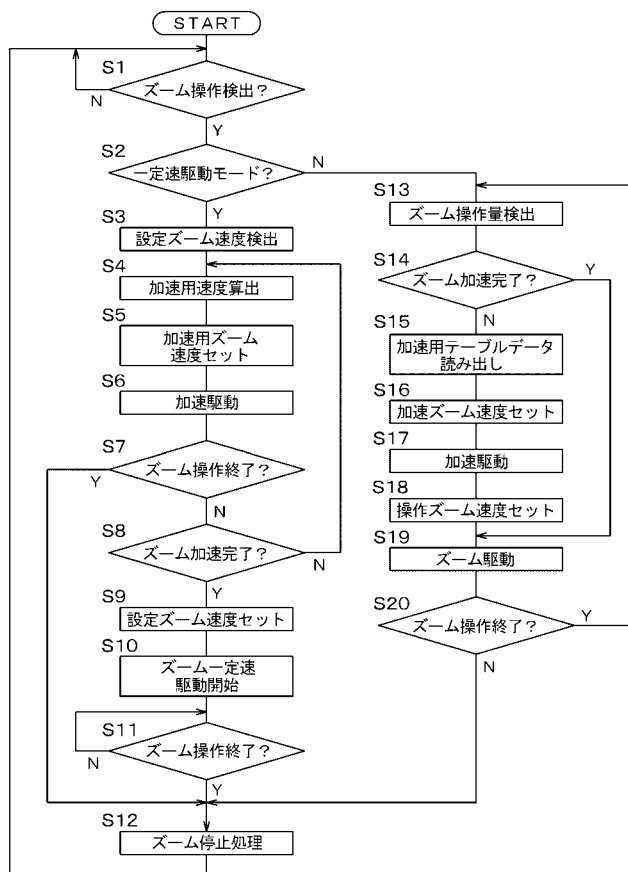 START
S1
ズーム操作検出？
N
Y
S2
一定速駆動モード？
N
Y
S3
設定ズーム速度検出
S4
加速用速度算出
S5
加速用ズーム
速度セット
S6
加速駆動
S7
ズーム操作終了？
Y
N
S8
ズーム加速完了？
N
Y
S9
設定ズーム速度セット
S10
ズーム一定速
駆動開始
S11
ズーム操作終了？
N
Y
S12
ズーム停止処理
S13
ズーム操作量検出
S14
ズーム加速完了？
Y
N
S15
加速用テーブルデータ
読み出し
S16
加速ズーム速度セット
S17
加速駆動
S18
操作ズーム速度セット
S19
ズーム駆動
S20
ズーム操作終了？
Y
N